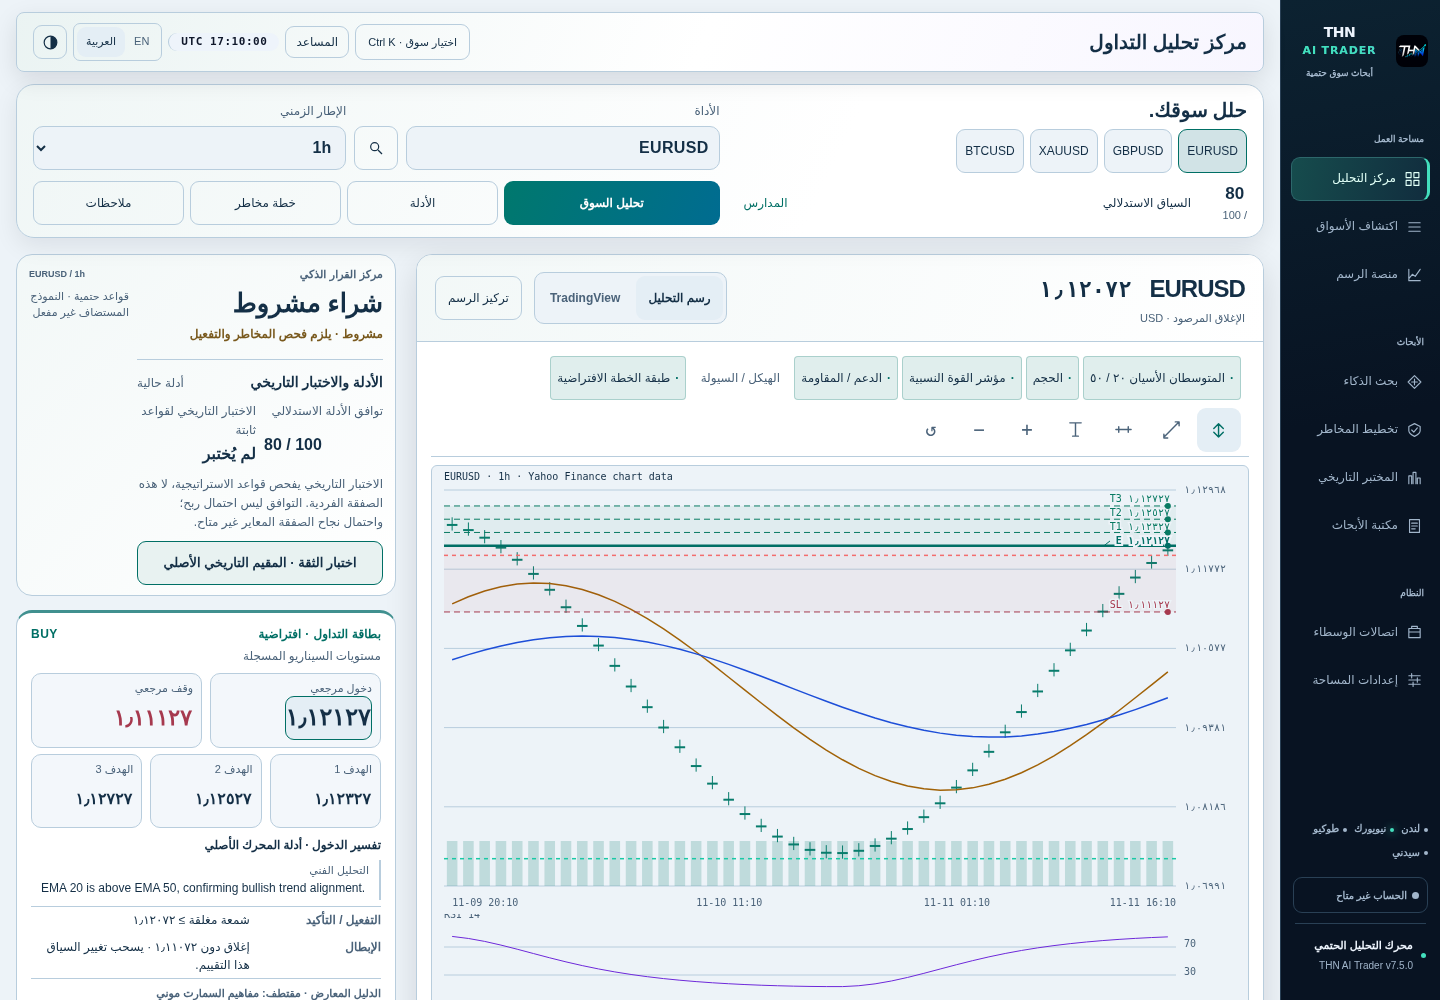 THN
AI TRADER
أبحاث سوق حتمية
مساحة العمل
مركز التحليل
اكتشاف الأسواق
منصة الرسم
الأبحاث
بحث الذكاء
تخطيط المخاطر
المختبر التاريخي
مكتبة الأبحاث
النظام
اتصالات الوسطاء
إعدادات المساحة
لندن • نيويورك • طوكيو
سيدني
الحساب غير متاح
محرك التحليل الحتمي
THN AI Trader v7.5.0
مركز تحليل التداول
اختيار سوق · Ctrl K
المساعد
UTC 17:10:00
EN
العربية
حلل سوقك.
EURUSD
GBPUSD
XAUUSD
BTCUSD
80
/ 100
السياق الاستدلالي
المدارس
الأداة
EURUSD
الإطار الزمني
1h
تحليل السوق
الأدلة
خطة مخاطر
ملاحظات
EURUSD ١٫١٢٠٧٢
الإغلاق المرصود · USD
رسم التحليل
TradingView
تركيز الرسم
· المتوسطان الأسيان ٢٠ / ٥٠
· الحجم
· مؤشر القوة النسبية
· الدعم / المقاومة
الهيكل / السيولة
· طبقة الخطة الافتراضية
EURUSD · 1h · Yahoo Finance chart data
١٫١٢٩٦٨
T3 ١٫١٢٧٢٧
T2 ١٫١٢٥٢٧
T1 ١٫١٢٣٢٧
E ١٫١٢١٢٧
١٫١١٧٧٢
SL ١٫١١١٢٧
١٫١٠٥٧٧
١٫٠٩٣٨١
١٫٠٨١٨٦
١٫٠٦٩٩١
11-09 20:10
11-10 11:10
11-11 01:10
11-11 16:10
RSI 14
70
30
مركز القرار الذكي
EURUSD / 1h
شراء مشروط
قواعد حتمية · النموذج
المستضاف غير مفعل
مشروط · يلزم فحص المخاطر والتفعيل
الأدلة والاختبار التاريخي
أدلة حالية
توافق الأدلة الاستدلالي
80 / 100
الاختبار التاريخي لقواعد
ثابتة
لم يُختبر
الاختبار التاريخي يفحص قواعد الاستراتيجية، لا هذه
الصفقة الفردية. التوافق ليس احتمال ربح؛
واحتمال نجاح الصفقة المعاير غير متاح.
اختبار الثقة · المقيم التاريخي الأصلي
بطاقة التداول · افتراضية
BUY
مستويات السيناريو المسجلة
دخول مرجعي
١٫١٢١٢٧
وقف مرجعي
١٫١١١٢٧
الهدف 1
١٫١٢٣٢٧
الهدف 2
١٫١٢٥٢٧
الهدف 3
١٫١٢٧٢٧
تفسير الدخول · أدلة المحرك الأصلي
التحليل الفني
EMA 20 is above EMA 50, confirming bullish trend alignment.
التفعيل / التأكيد
شمعة مغلقة ≥ ١٫١٢٠٧٢
الإبطال
إغلاق دون ١٫١١٠٧٢ · يسحب تغيير السياق
هذا التقييم.
الدليل المعارض · مقتطف: مفاهيم السمارت موني